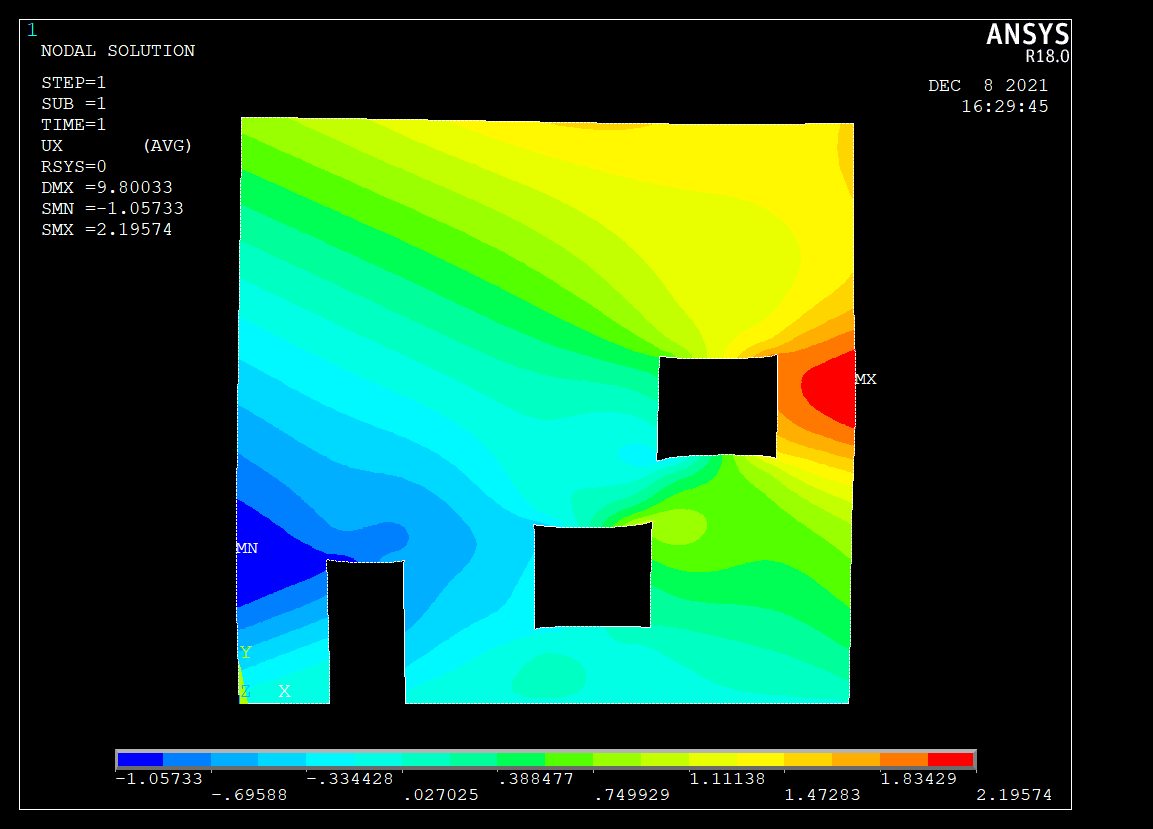 1
NODAL SOLUTION
STEP=1
SUB =1
TIME=1
UX (AVG)
RSYS=0
DMX =9.80033
SMN =-1.05733
SMX =2.19574
ANSYS
R18.0
DEC 8 2021
16:29:45
MX
MN
Y
Z X
-1.05733 -.334428 .388477 1.11138 1.83429
-.69588 .027025 .749929 1.47283 2.19574